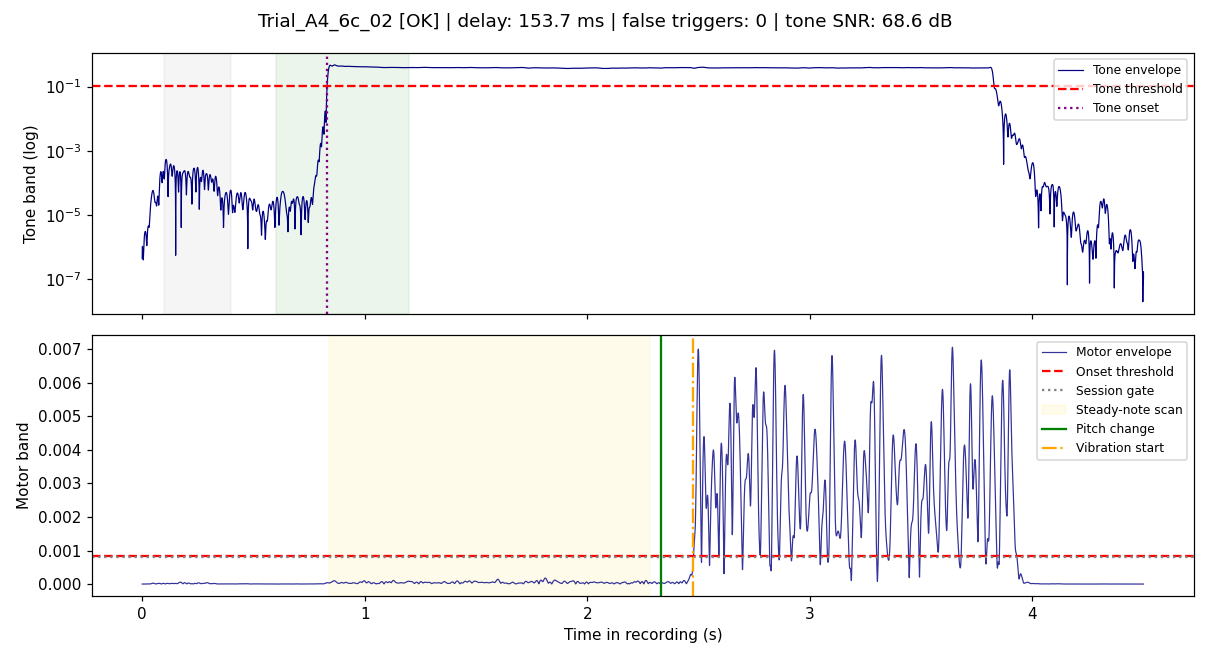 Trial_A4_6c_02 [OK] | delay: 153.7 ms | false triggers: 0 | tone SNR: 68.6 dB
Tone band (log)
10⁻¹
10⁻³
10⁻⁵
10⁻⁷
Tone envelope
Tone threshold
Tone onset
Motor band
0.007
0.006
0.005
0.004
0.003
0.002
0.001
0.000
Motor envelope
Onset threshold
Session gate
Steady-note scan
Pitch change
Vibration start
0 1 2 3 4
Time in recording (s)